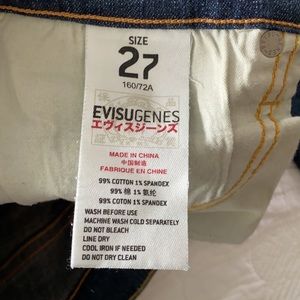 SIZE
27
160/72A
EVISUGENES
エヴィスジーンズ
MADE IN CHINA
中国制造
FABRIQUE EN CHINE
99% COTTON 1% SPANDEX
99% 棉 1% 氨纶
99% COTON 1% SPANDEX
WASH BEFORE USE
MACHINE WASH COLD SEPARATELY
DO NOT BLEACH
LINE DRY
COOL IRON IF NEEDED
DO NOT DRY CLEAN